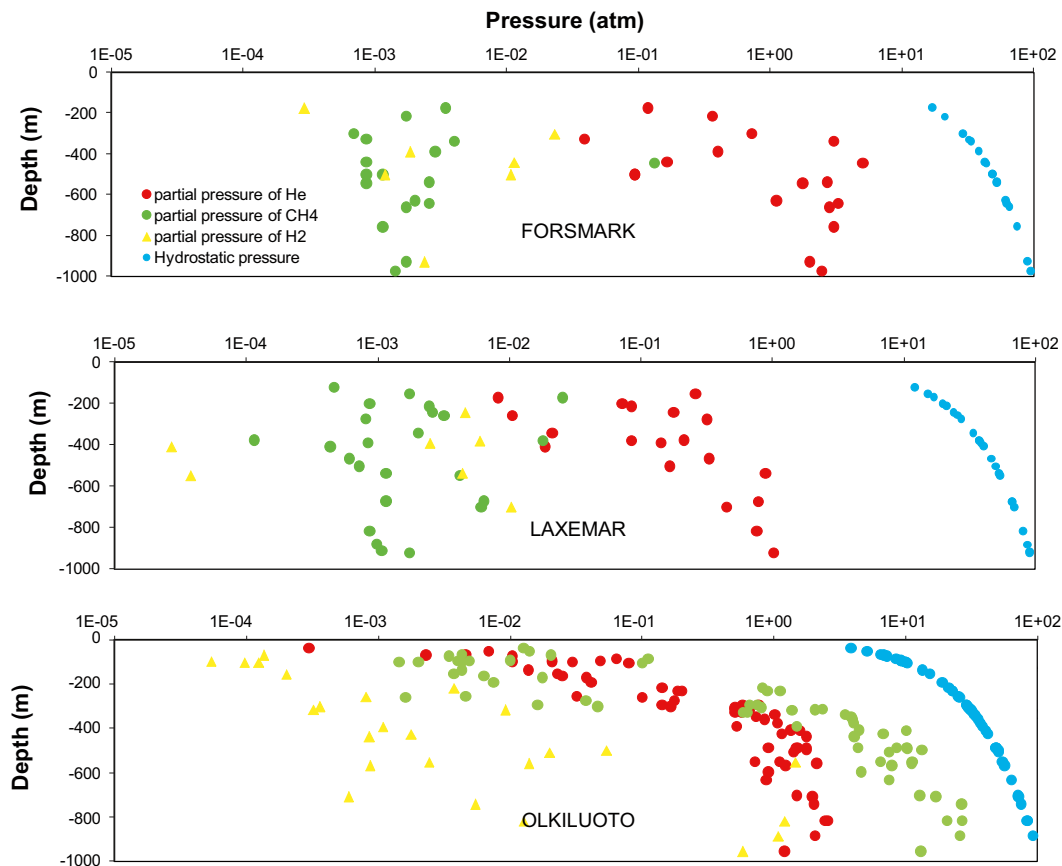 Pressure (atm)
1E-05 1E-04 1E-03 1E-02 1E-01 1E+00 1E+01 1E+02
0
-200
-400
-600
-800
-1000
Depth (m)
partial pressure of He
partial pressure of CH4
partial pressure of H2
Hydrostatic pressure
FORSMARK
1E-05 1E-04 1E-03 1E-02 1E-01 1E+00 1E+01 1E+02
0
-200
-400
-600
-800
-1000
Depth (m)
LAXEMAR
1E-05 1E-04 1E-03 1E-02 1E-01 1E+00 1E+01 1E+02
0
-200
-400
-600
-800
-1000
Depth (m)
OLKILUOTO